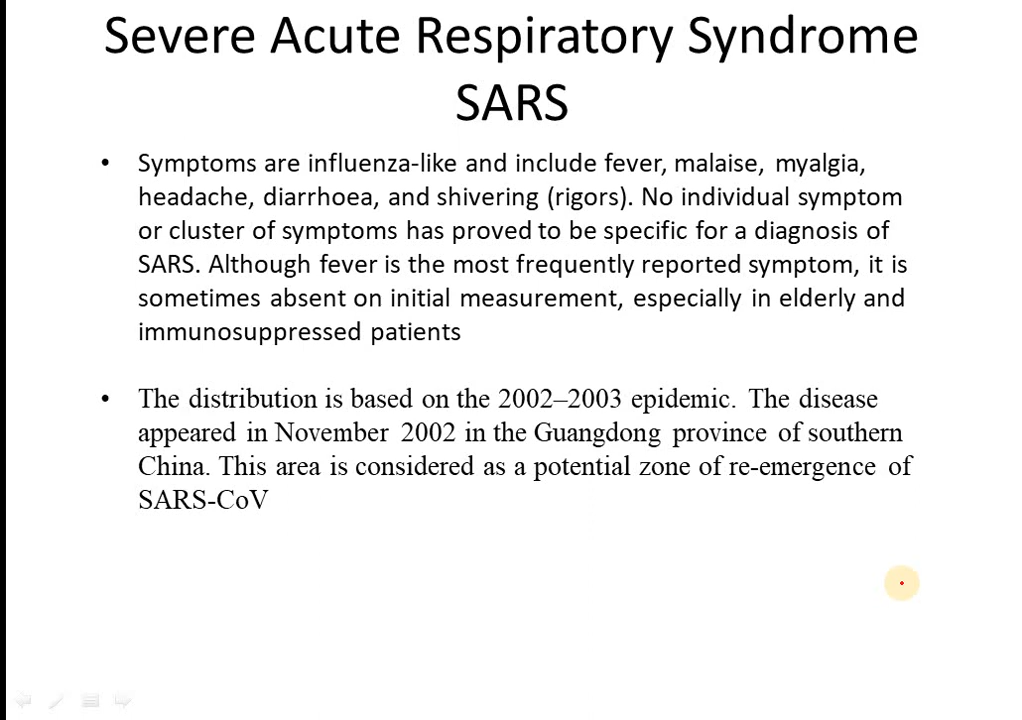 Severe Acute Respiratory Syndrome
SARS
• Symptoms are influenza-like and include fever, malaise, myalgia,
headache, diarrhoea, and shivering (rigors). No individual symptom
or cluster of symptoms has proved to be specific for a diagnosis of
SARS. Although fever is the most frequently reported symptom, it is
sometimes absent on initial measurement, especially in elderly and
immunosuppressed patients
• The distribution is based on the 2002–2003 epidemic. The disease
appeared in November 2002 in the Guangdong province of southern
China. This area is considered as a potential zone of re-emergence of
SARS-CoV